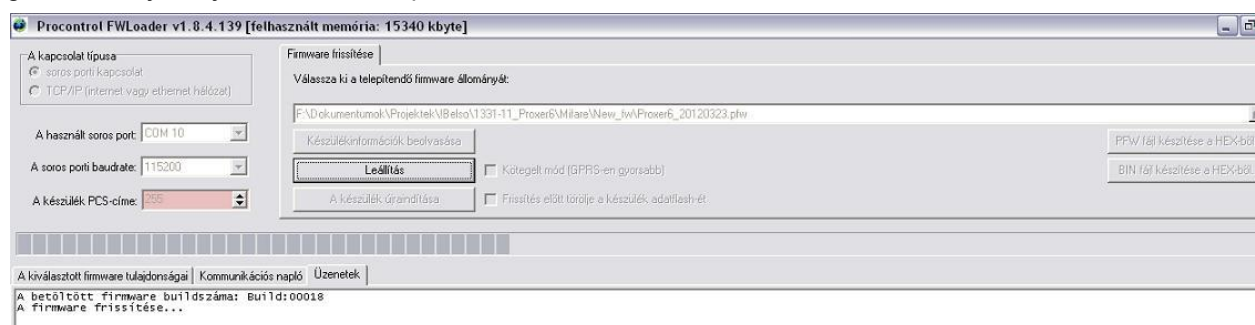 Procontrol FWLoader v1.8.4.139 [felhasznált memória: 15340 kbyte]
A kapcsolat típusa
soros porti kapcsolat
TCP/IP (internet vagy ethernet hálózat)
A használt soros port: COM 10
A soros porti baudrate: 115200
A készülék PCS-címe: 255
Firmware frissítése
Válassza ki a telepítendő firmware állományát:
F:\Dokumentumok\Projektek\!Belso\1331-11_Proxer6\Mifare\New_fw\Proxer6_20120323.pfw
Készülékinformációk beolvasása
PFW fájl készítése a HEX-ből
Leállítás
Kötegelt mód (GPRS-en gyorsabb)
BIN fájl készítése a HEX-ből
A készülék újraindítása
Frissítés előtt törölje a készülék adatflash-ét
A kiválasztott firmware tulajdonságai
Kommunikációs napló
Üzenetek
A betöltött firmware buildszáma: Build:00018
A firmware frissítése...